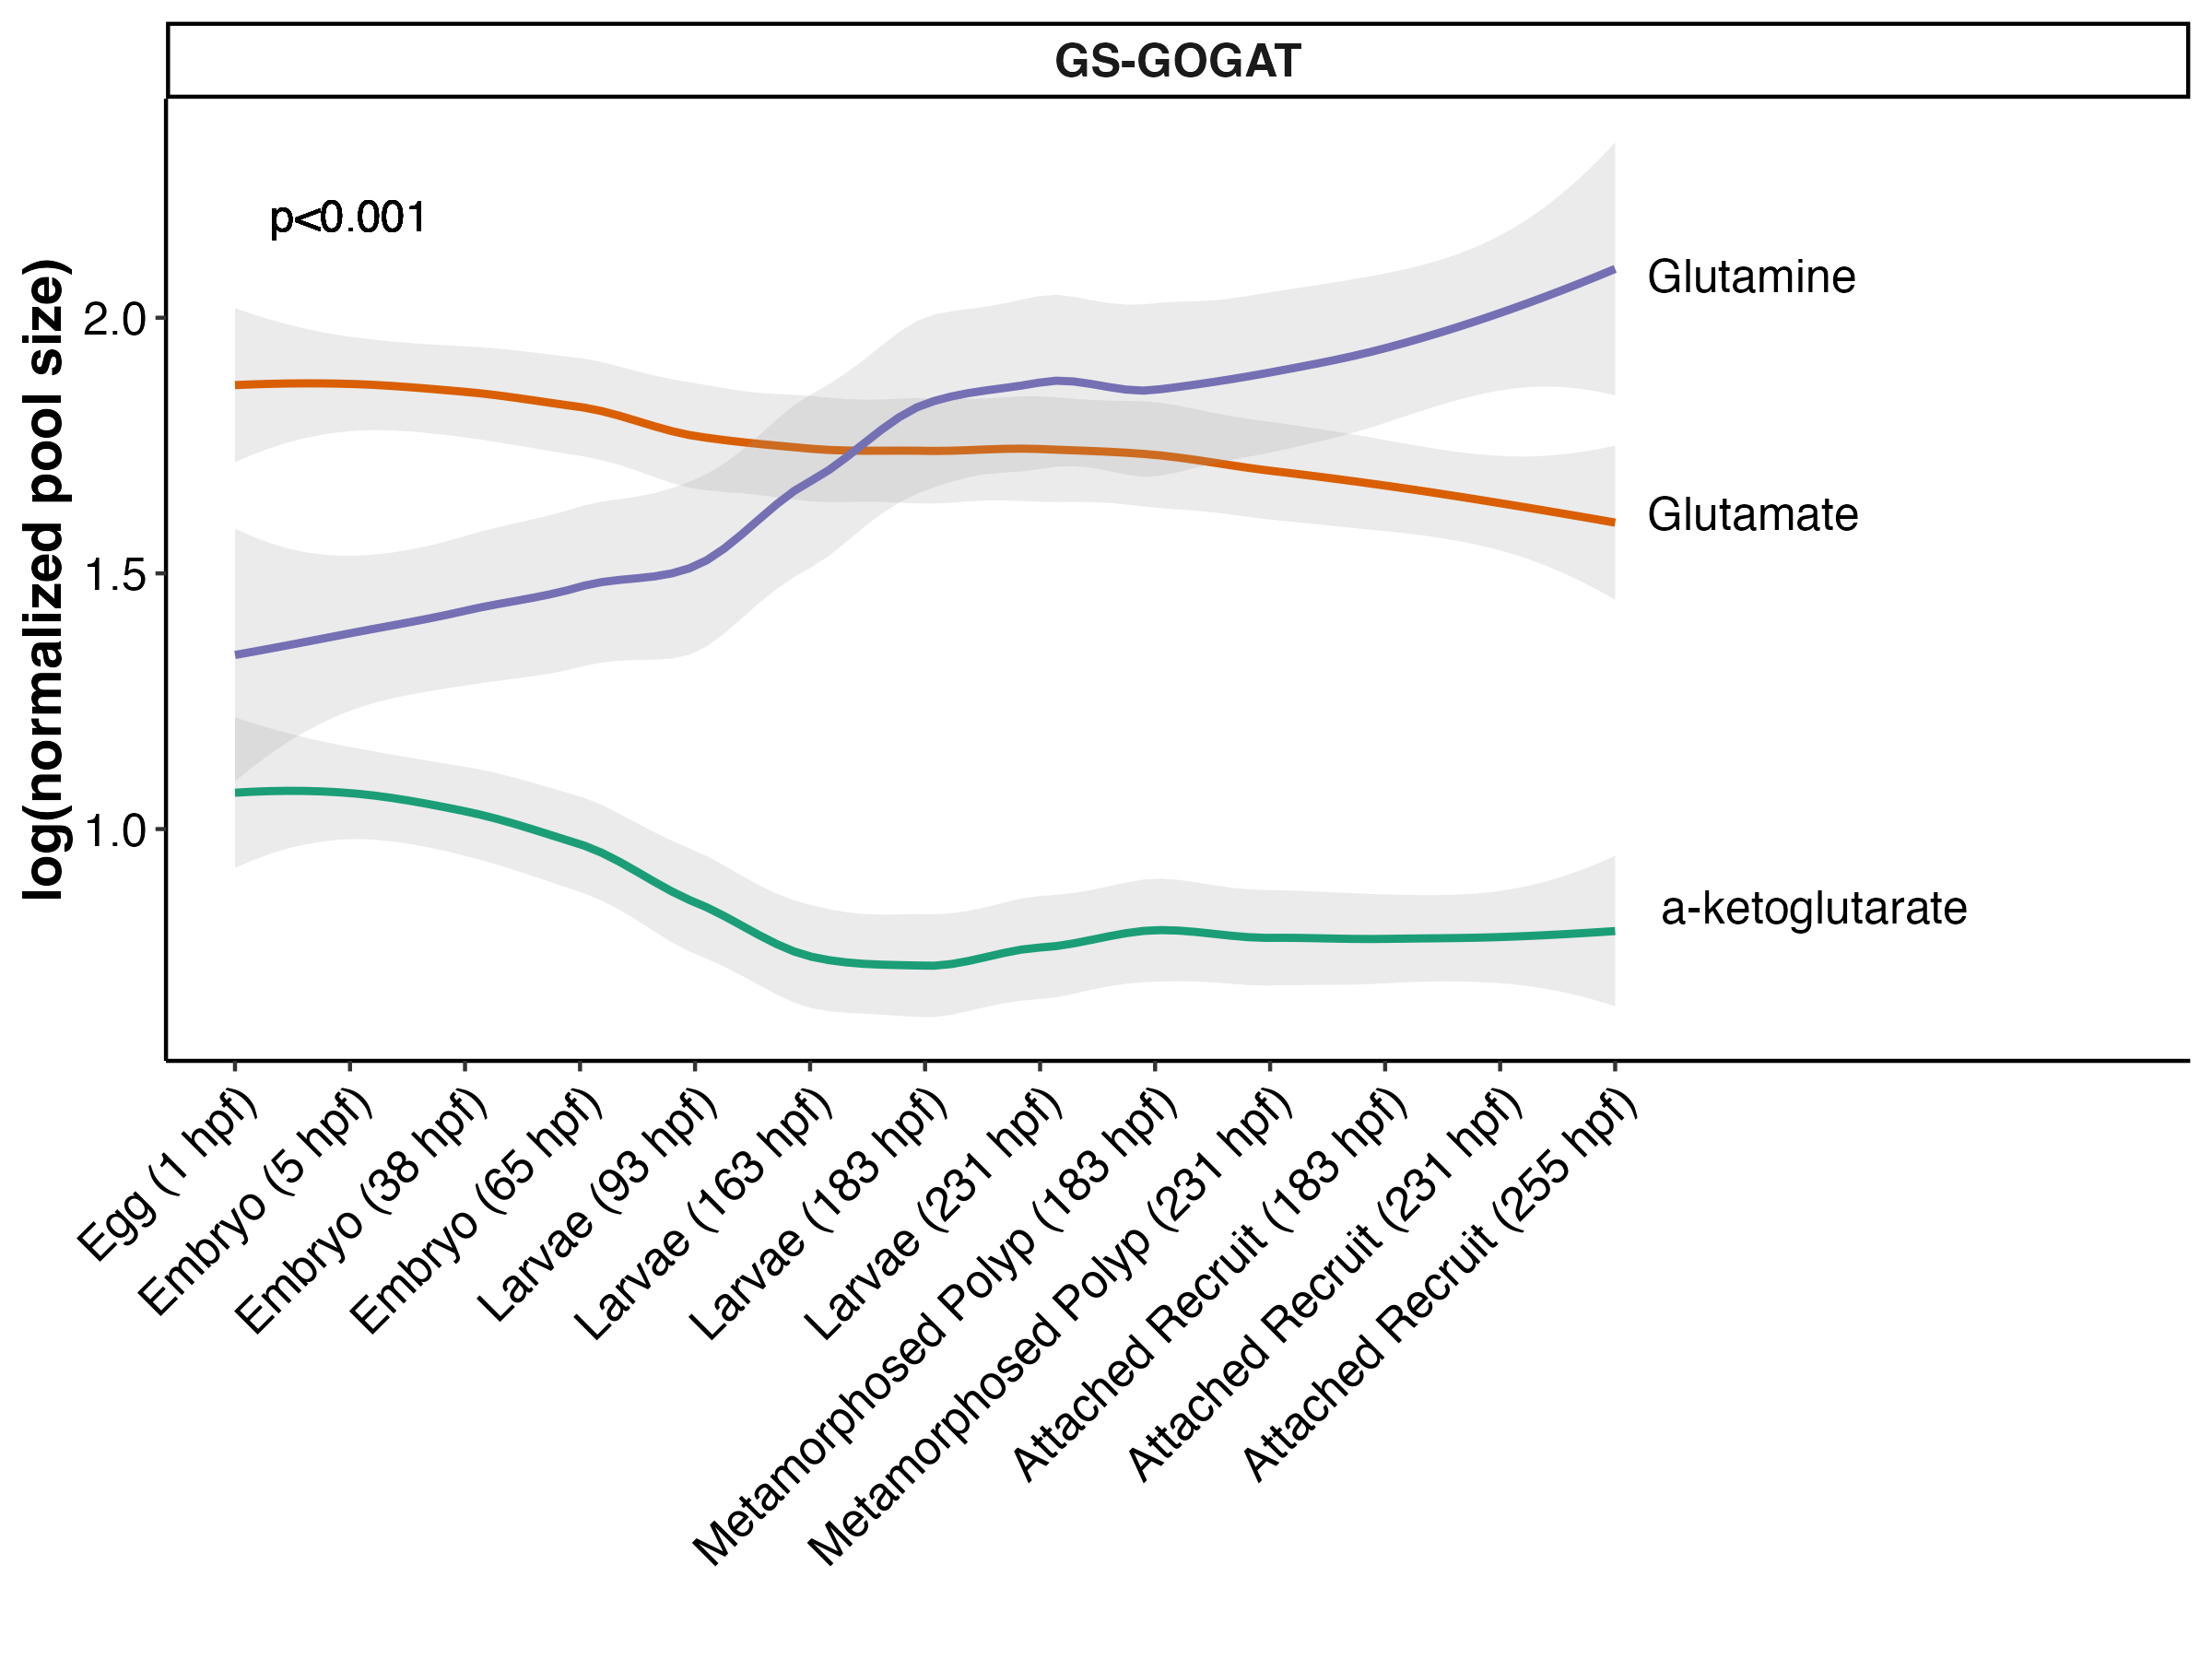 GS-GOGAT
p<0.001
log(normalized pool size)
2.0
1.5
1.0
Glutamine
Glutamate
a-ketoglutarate
Egg (1 hpf)
Embryo (5 hpf)
Embryo (38 hpf)
Embryo (65 hpf)
Larvae (93 hpf)
Larvae (163 hpf)
Larvae (183 hpf)
Larvae (231 hpf)
Metamorphosed Polyp (183 hpf)
Metamorphosed Polyp (231 hpf)
Attached Recruit (183 hpf)
Attached Recruit (231 hpf)
Attached Recruit (255 hpf)